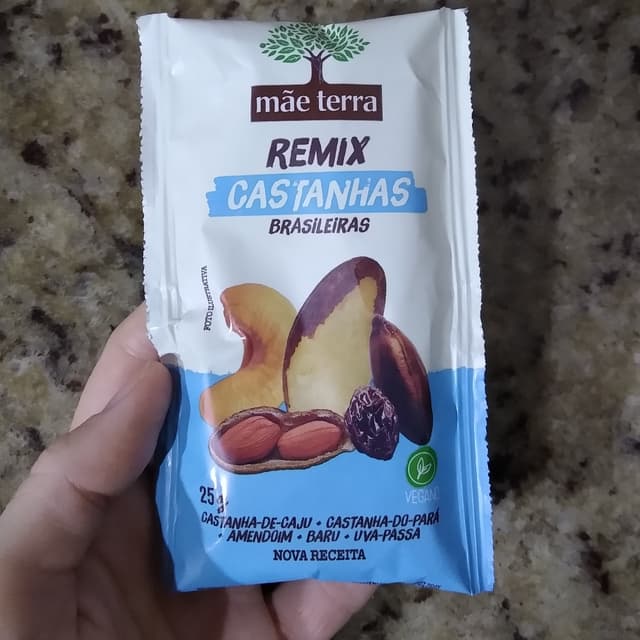 mãe terra
REMIX
CASTANHAS
BRASILEIRAS
FOTO ILUSTRATIVA
VEGANO
25 g
CASTANHA-DE-CAJU • CASTANHA-DO-PARÁ
• AMENDOIM • BARU • UVA-PASSA
NOVA RECEITA